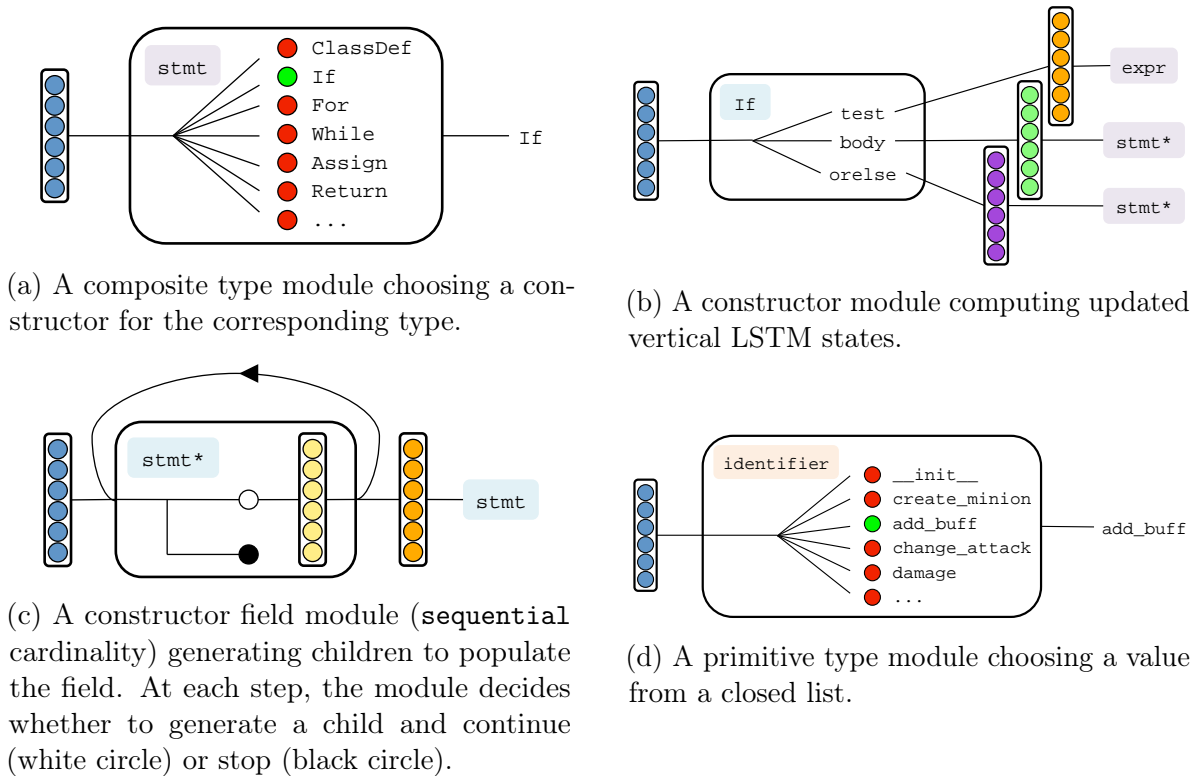 stmt
ClassDef
If
For
While
Assign
Return
...
If
(a) A composite type module choosing a con-
structor for the corresponding type.
If
test
body
orelse
expr
stmt*
stmt*
(b) A constructor module computing updated
vertical LSTM states.
stmt*
stmt
(c) A constructor field module (sequential
cardinality) generating children to populate
the field. At each step, the module decides
whether to generate a child and continue
(white circle) or stop (black circle).
identifier
__init__
create_minion
add_buff
change_attack
damage
...
add_buff
(d) A primitive type module choosing a value
from a closed list.